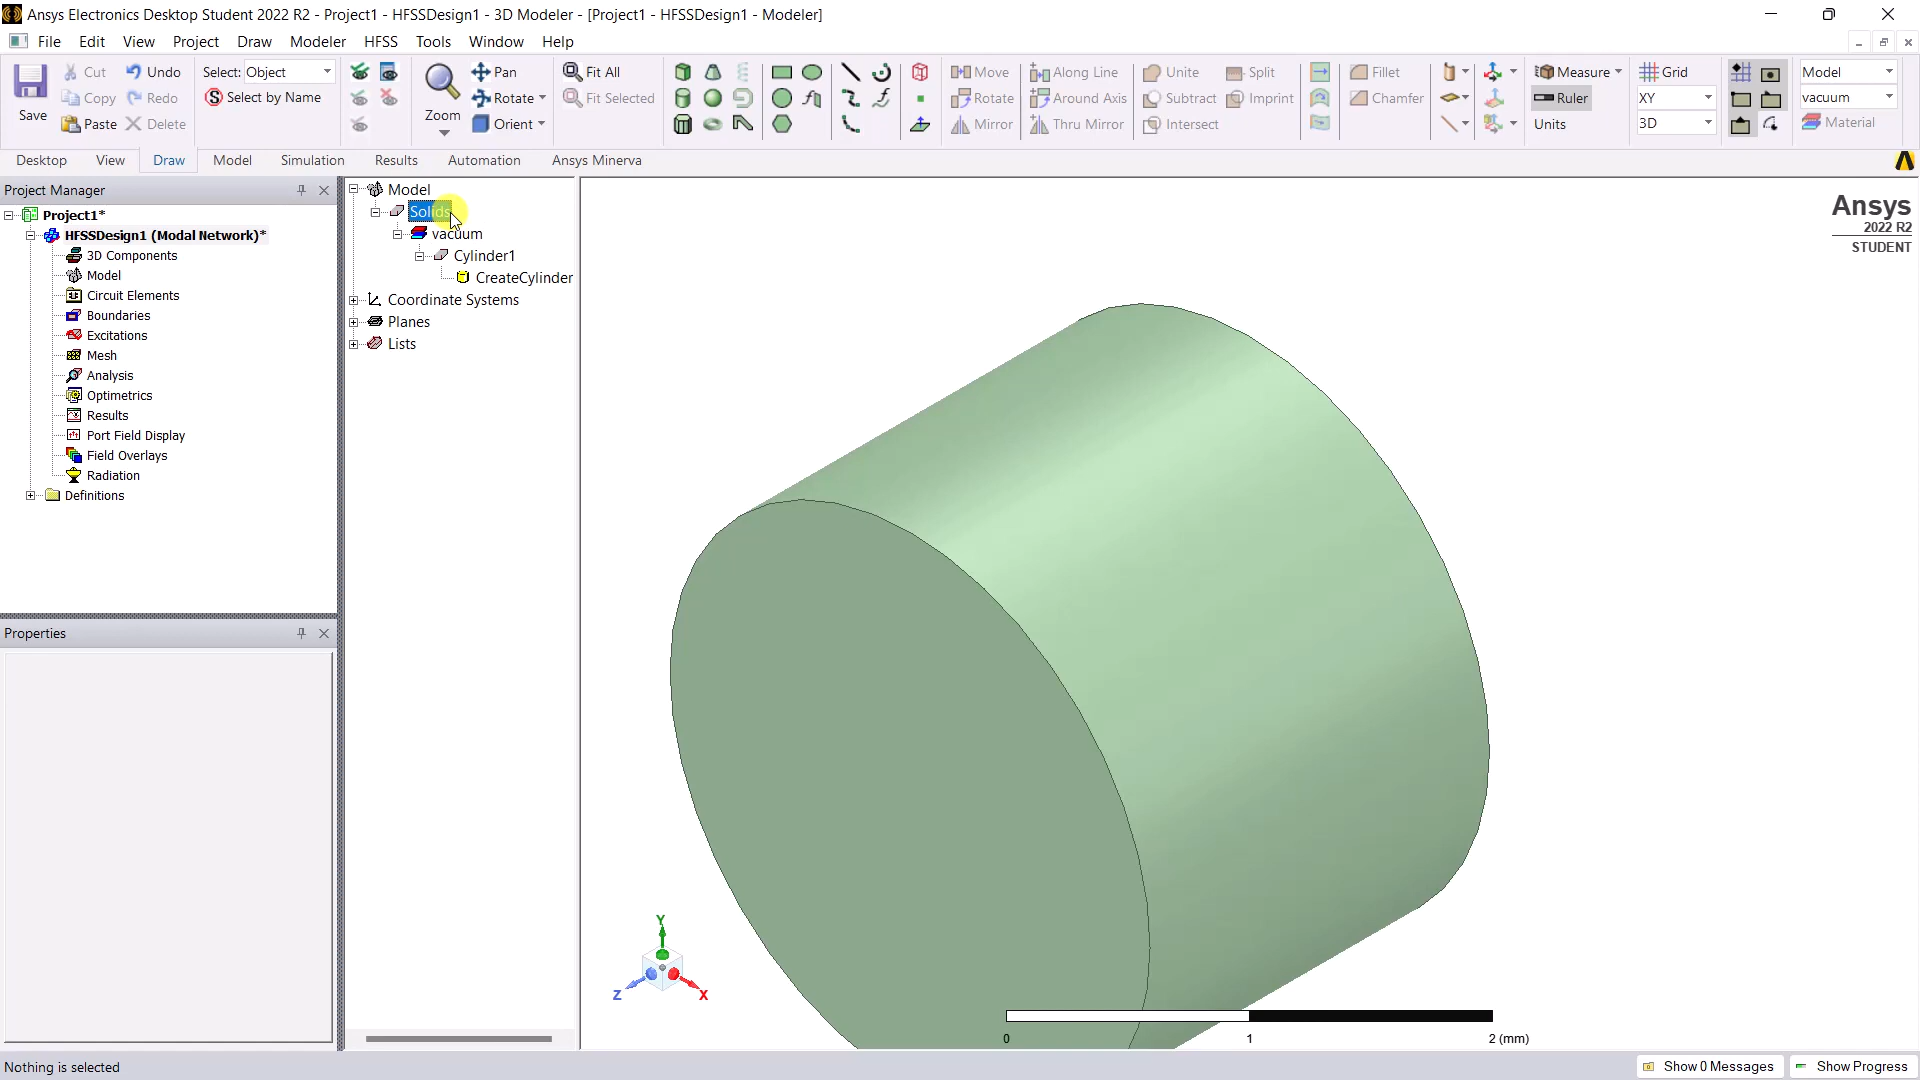 Ansys Electronics Desktop Student 2022 R2 - Project1 - HFSSDesign1 - 3D Modeler - [Project1 - HFSSDesign1 - Modeler]
File Edit View Project Draw Modeler HFSS Tools Window Help
Save
Cut
Copy
Paste
Undo
Redo
Delete
Select: Object
Select by Name
Zoom
Pan
Rotate
Orient
Fit All
Fit Selected
Move
Rotate
Mirror
Along Line
Around Axis
Thru Mirror
Unite
Subtract
Intersect
Split
Imprint
Fillet
Chamfer
Measure
Ruler
Units
Grid
XY
3D
Model
vacuum
Material
Desktop View Draw Model Simulation Results Automation Ansys Minerva
Project Manager
Project1*
HFSSDesign1 (Modal Network)*
3D Components
Model
Circuit Elements
Boundaries
Excitations
Mesh
Analysis
Optimetrics
Results
Port Field Display
Field Overlays
Radiation
Definitions
Properties
Model
Solids
vacuum
Cylinder1
CreateCylinder
Coordinate Systems
Planes
Lists
Ansys
2022 R2
STUDENT
Y
Z
X
0 1 2 (mm)
Nothing is selected
Show 0 Messages
Show Progress